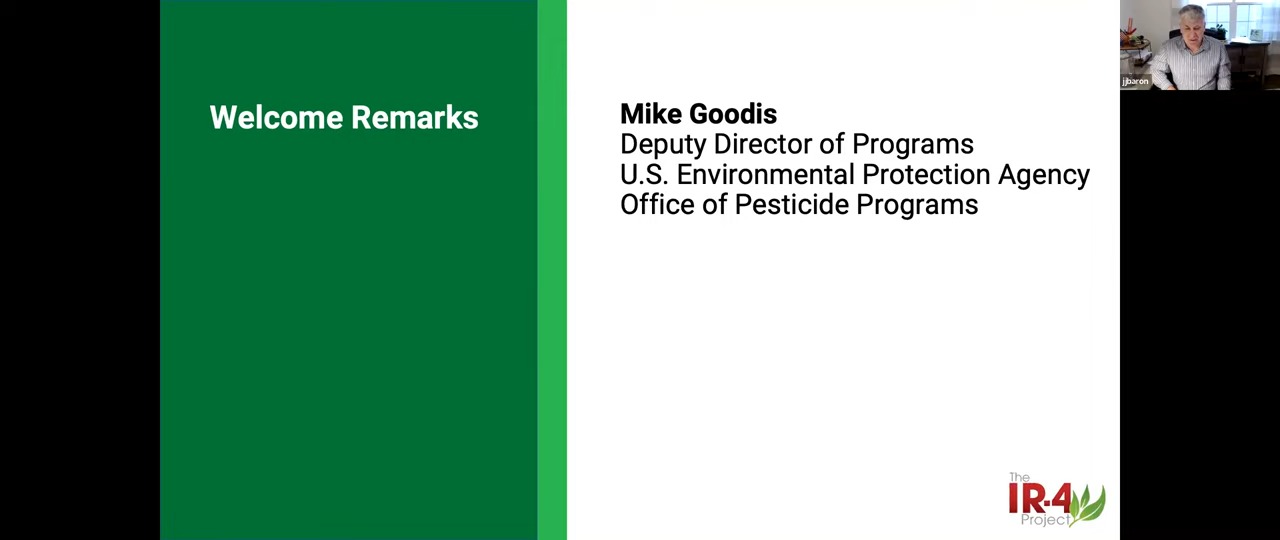 Welcome Remarks
Mike Goodis
Deputy Director of Programs
U.S. Environmental Protection Agency
Office of Pesticide Programs
jjbaron
The
IR-4
Project